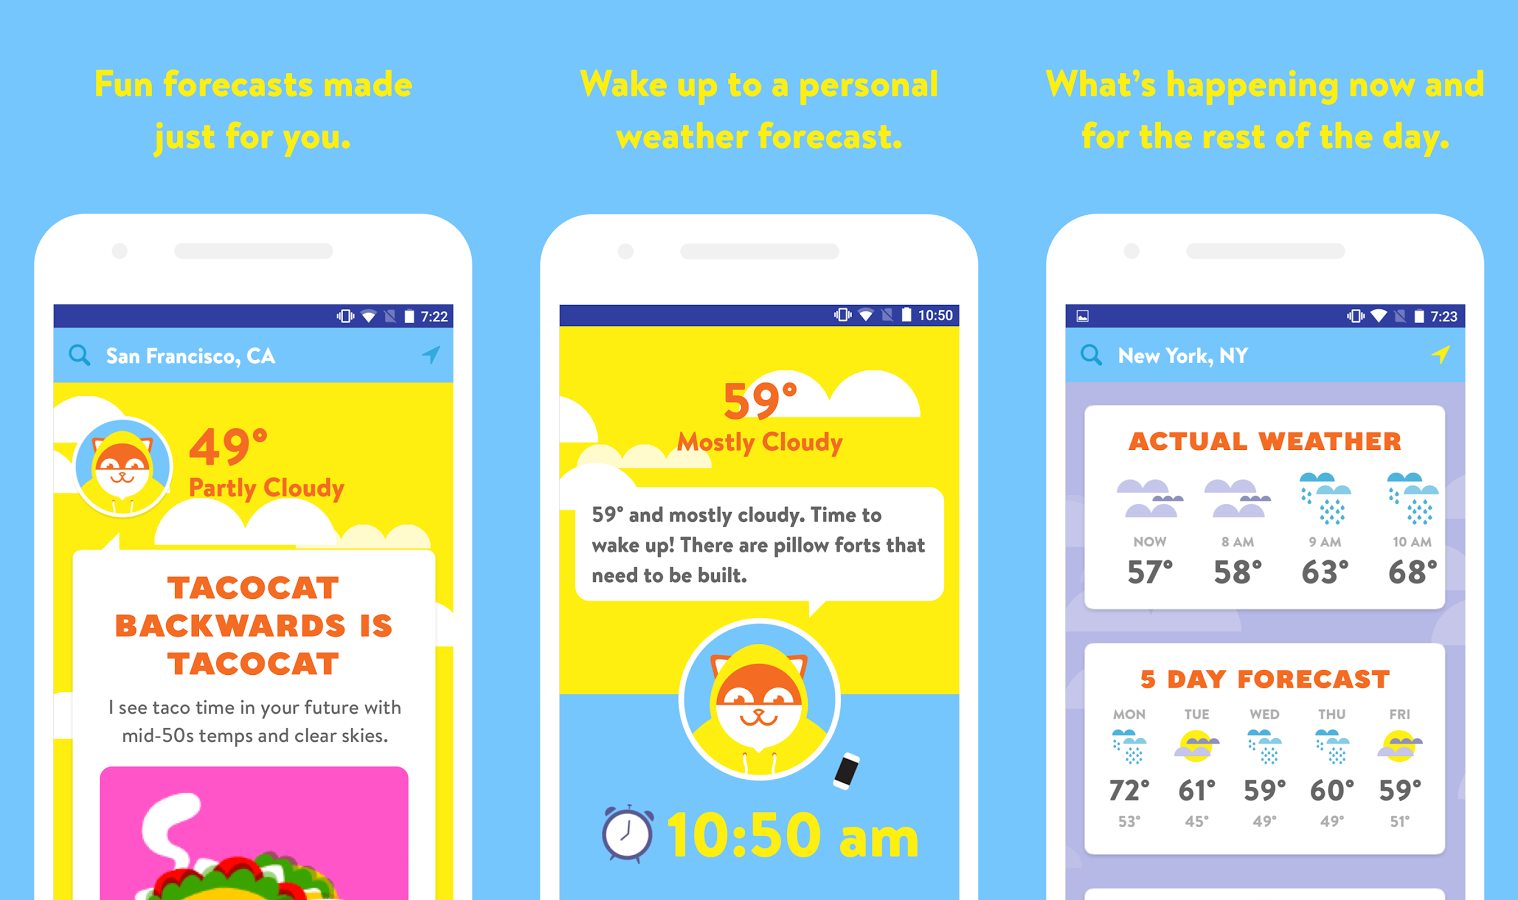 Fun forecasts made
just for you.
7:22
San Francisco, CA
49°
Partly Cloudy
TACOCAT
BACKWARDS IS
TACOCAT
I see taco time in your future with
mid-50s temps and clear skies.
Wake up to a personal
weather forecast.
10:50
59°
Mostly Cloudy
59° and mostly cloudy. Time to
wake up! There are pillow forts that
need to be built.
10:50 am
What's happening now and
for the rest of the day.
7:23
New York, NY
ACTUAL WEATHER
NOW 8 AM 9 AM 10 AM
57° 58° 63° 68°
5 DAY FORECAST
MON TUE WED THU FRI
72° 61° 59° 60° 59°
53° 45° 49° 49° 51°